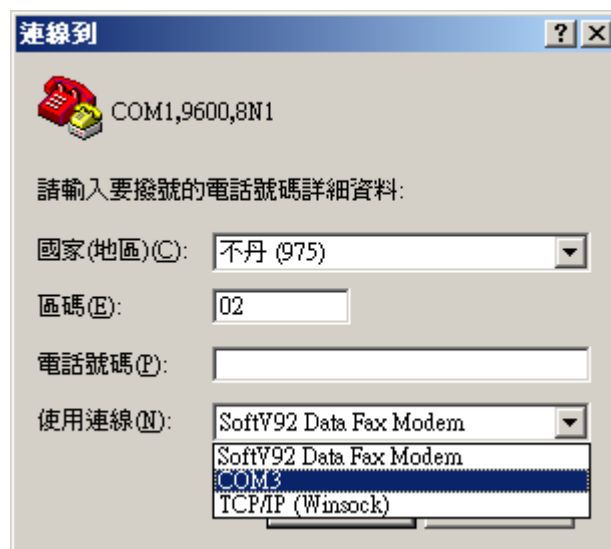 連線到
COM1,9600,8N1
請輸入要撥號的電話號碼詳細資料:
國家(地區)(C): 不丹 (975)
區碼(E): 02
電話號碼(P):
使用連線(N): SoftV92 Data Fax Modem
SoftV92 Data Fax Modem
COM3
TCP/IP (Winsock)